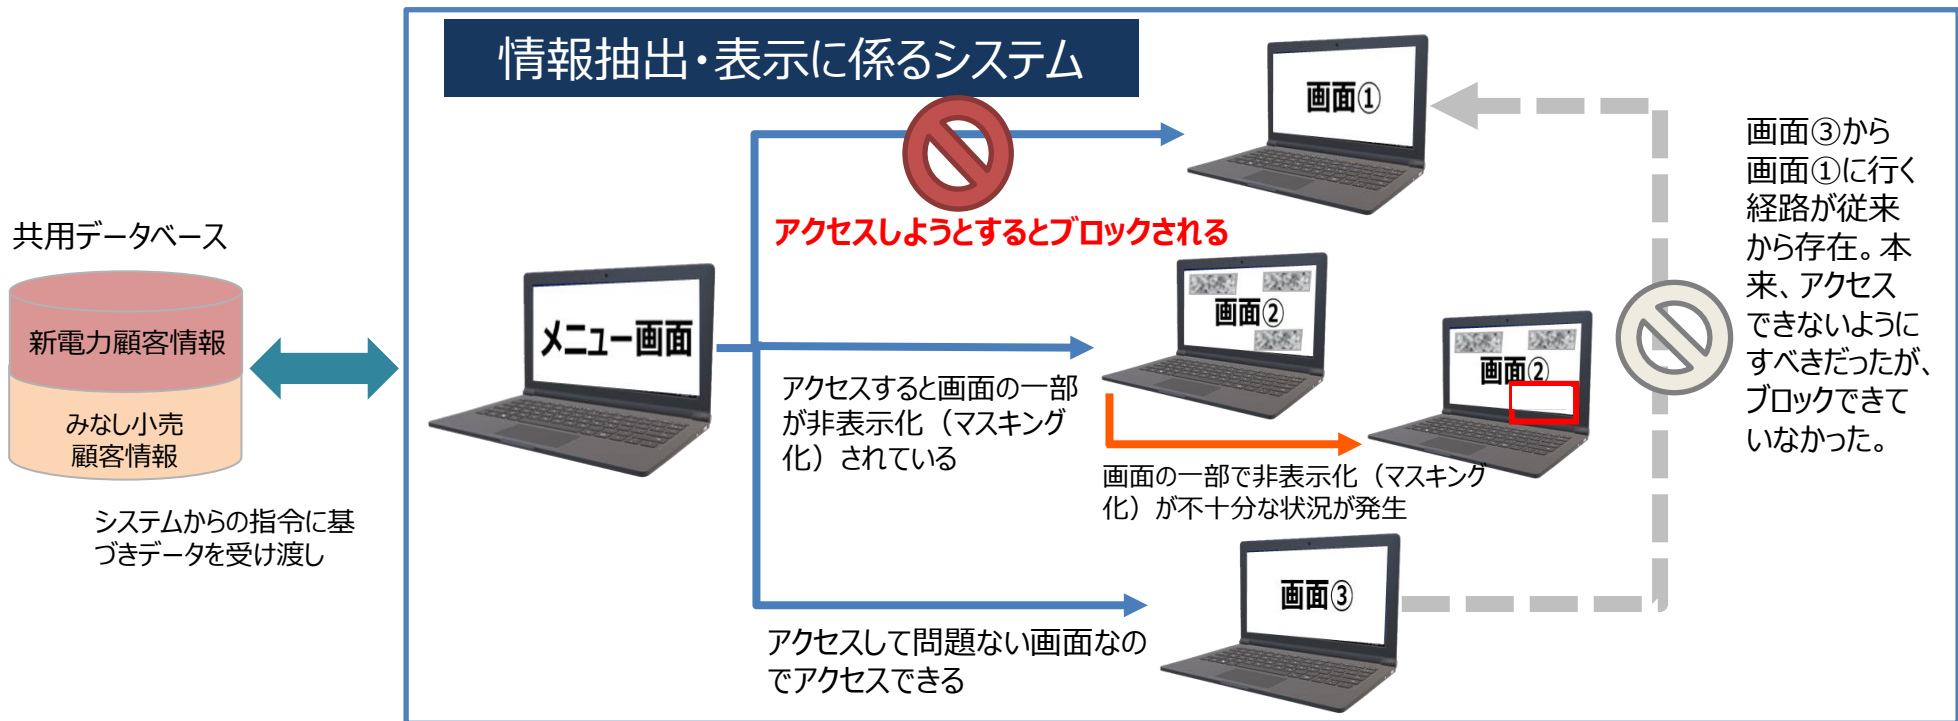 情報抽出・表示に係るシステム
画面①
アクセスしようとするとブロックされる
共用データベース
新電力顧客情報
みなし小売
顧客情報
システムからの指令に基
づきデータを受け渡し
メニュー画面
画面②
アクセスすると画面の一部
が非表示化（マスキング
化）されている
画面②
画面の一部で非表示化（マスキング
化）が不十分な状況が発生
画面③
アクセスして問題ない画面なの
でアクセスできる
画面③から
画面①に行く
経路が従来
から存在。本
来、アクセス
できないように
すべきだったが、
ブロックできて
いなかった。